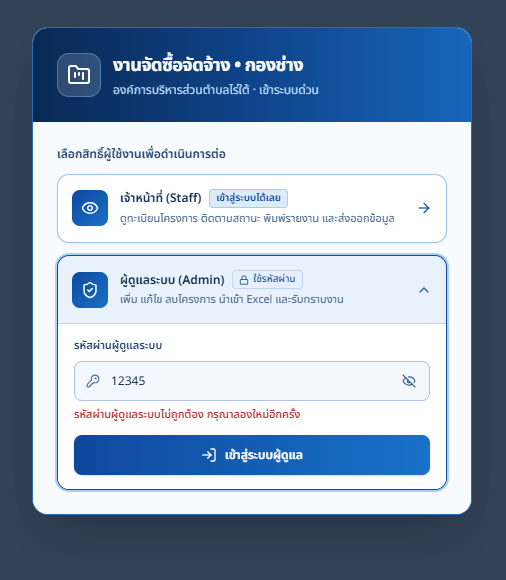 งานจัดซื้อจัดจ้าง • กองช่าง
องค์การบริหารส่วนตำบลไร่ใต้ · เข้าระบบด่วน
เลือกสิทธิ์ผู้ใช้งานเพื่อดำเนินการต่อ
เจ้าหน้าที่ (Staff) เข้าสู่ระบบได้เลย
ดูทะเบียนโครงการ ติดตามสถานะ พิมพ์รายงาน และส่งออกข้อมูล
ผู้ดูแลระบบ (Admin) ใช้รหัสผ่าน
เพิ่ม แก้ไข ลบโครงการ นำเข้า Excel และรับทราบงาน
รหัสผ่านผู้ดูแลระบบ
12345
รหัสผ่านผู้ดูแลระบบไม่ถูกต้อง กรุณาลองใหม่อีกครั้ง
เข้าสู่ระบบผู้ดูแล